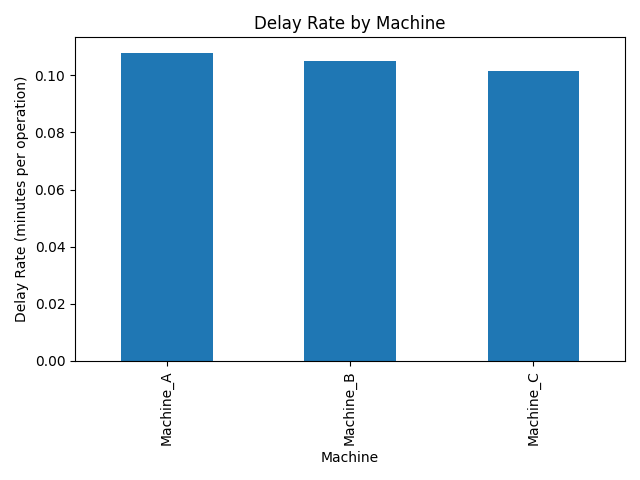 Delay Rate by Machine
Delay Rate (minutes per operation)
0.10
0.08
0.06
0.04
0.02
0.00
Machine_A
Machine_B
Machine_C
Machine